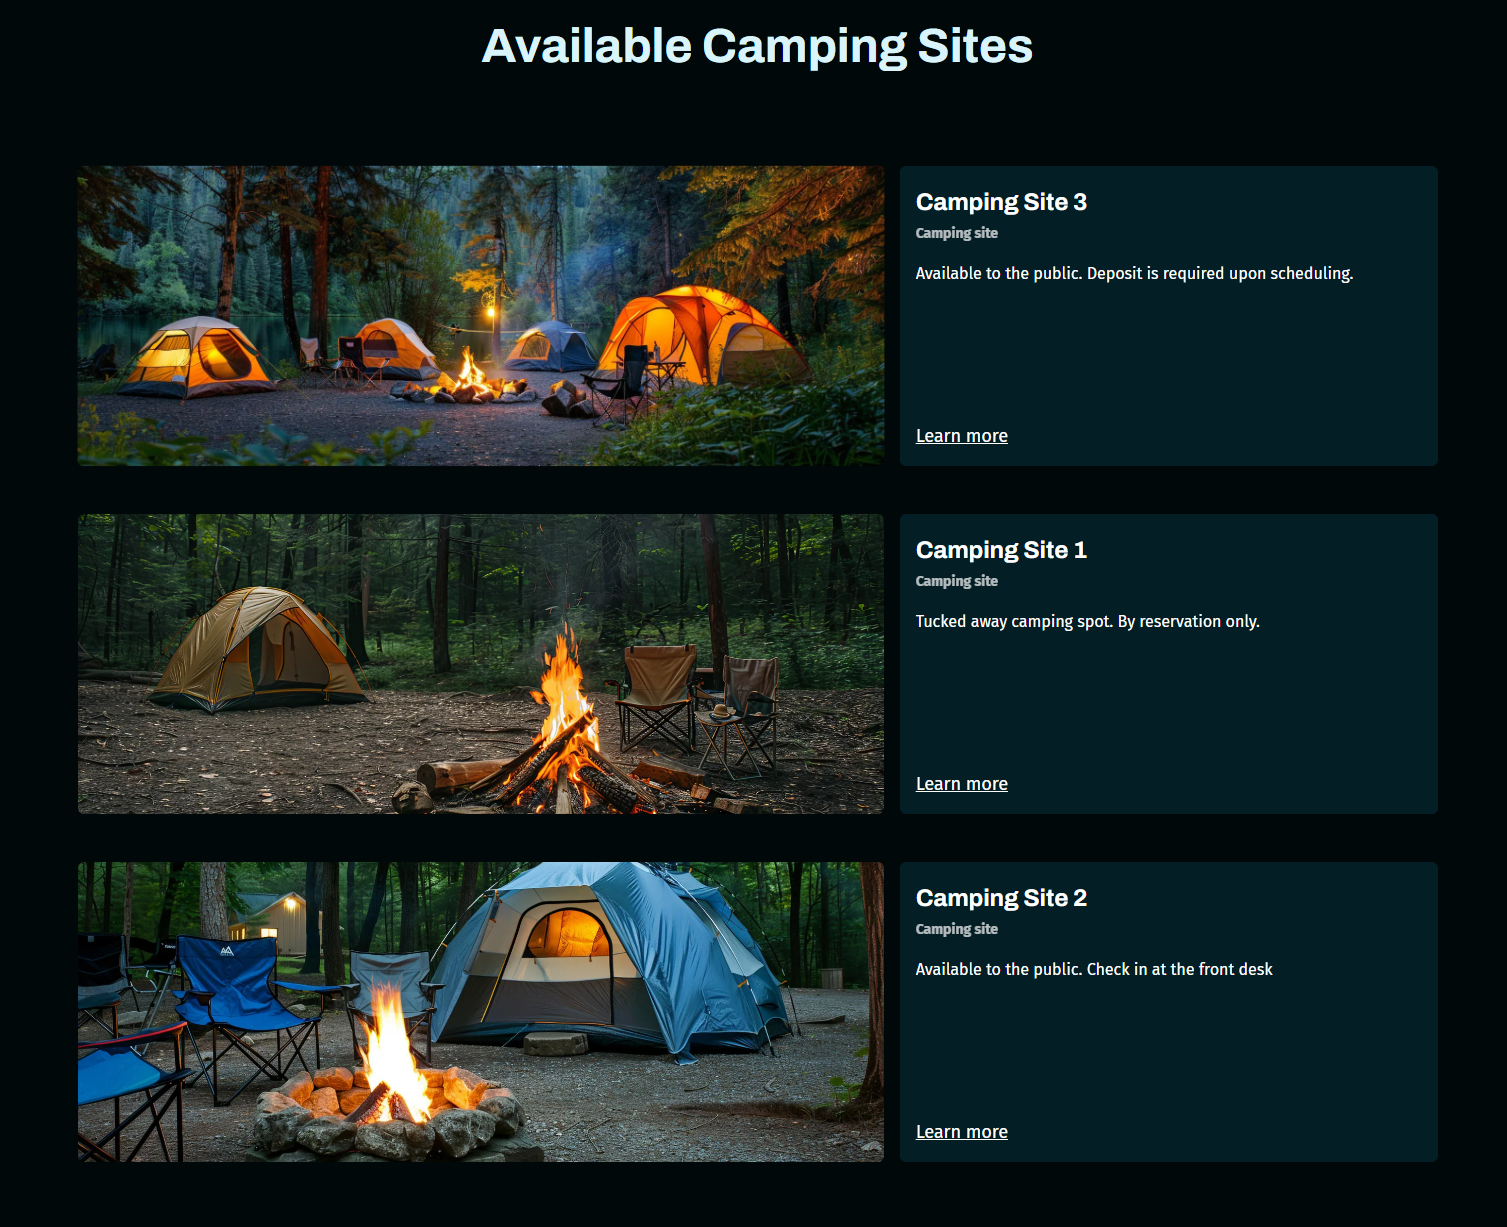 Available Camping Sites
Camping Site 3
Camping site
Available to the public. Deposit is required upon scheduling.
Learn more
Camping Site 1
Camping site
Tucked away camping spot. By reservation only.
Learn more
Camping Site 2
Camping site
Available to the public. Check in at the front desk
Learn more